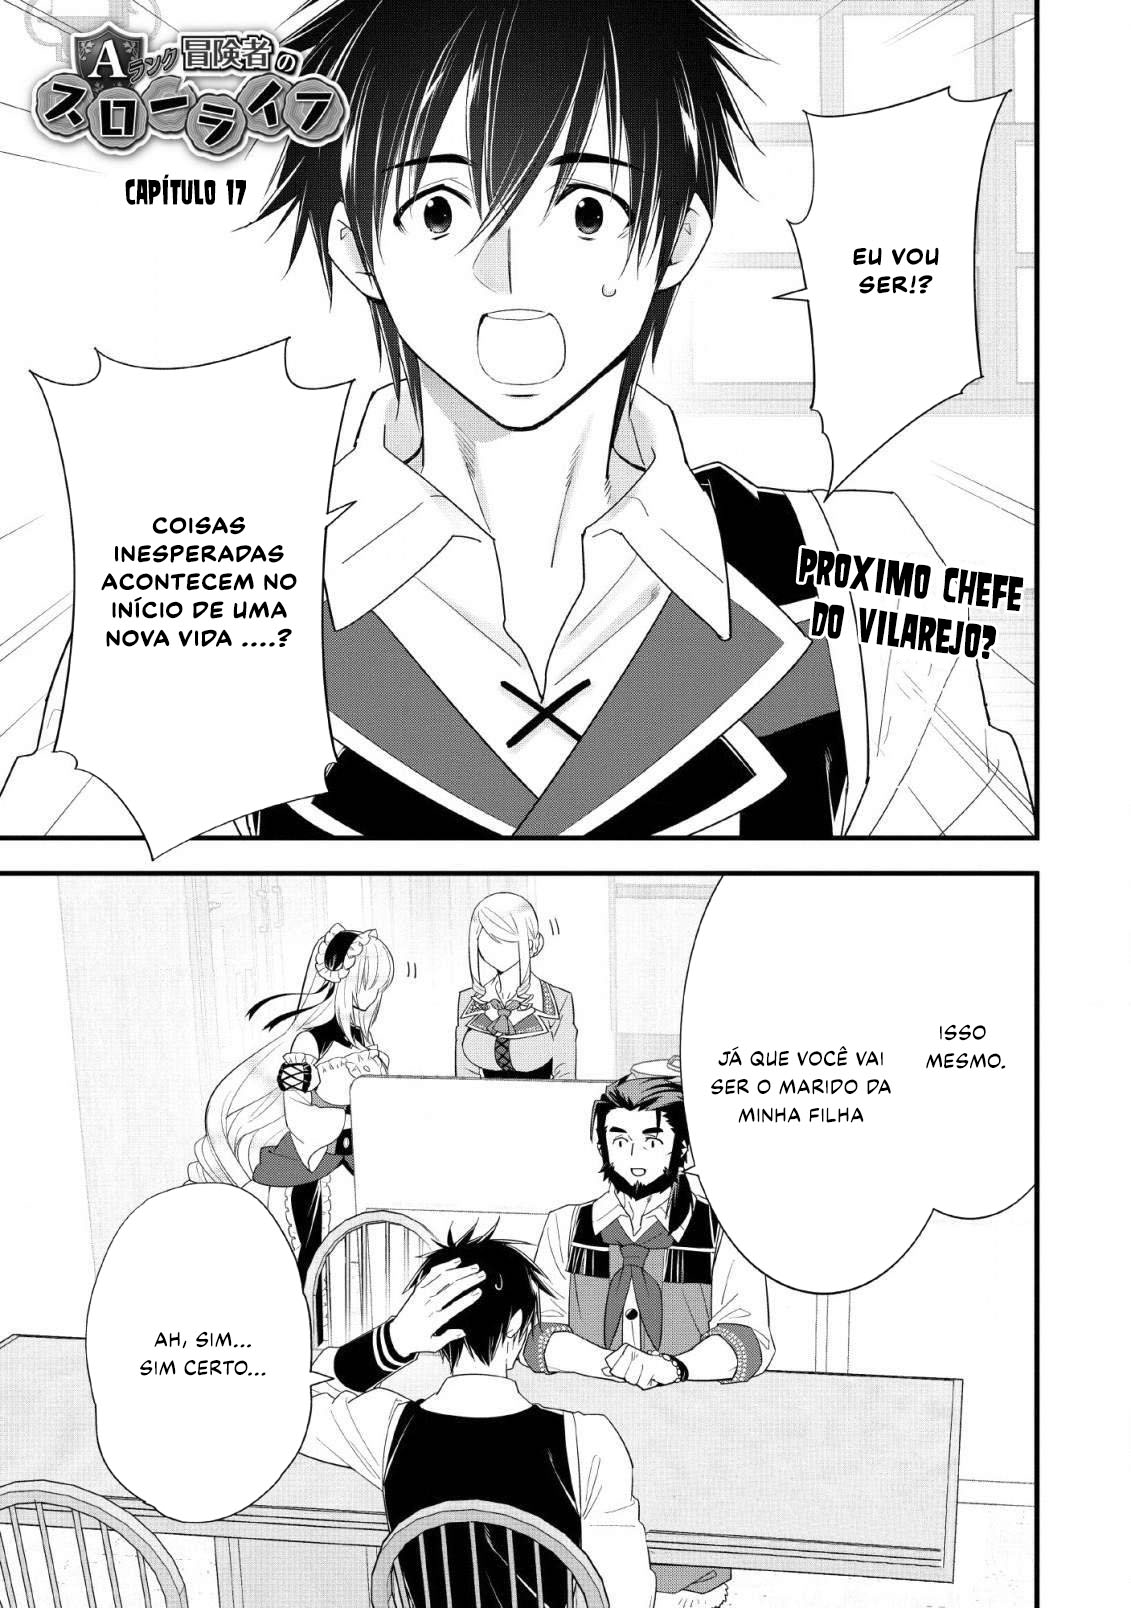 Aランク冒険者の
スローライフ
CAPÍTULO 17
EU VOU
SER!?
PROXIMO CHEFE
DO VILAREJO?
COISAS
INESPERADAS
ACONTECEM NO
INÍCIO DE UMA
NOVA VIDA ....?
ISSO
MESMO.
JÁ QUE VOCÊ VAI
SER O MARIDO DA
MINHA FILHA
AH, SIM...
SIM CERTO...